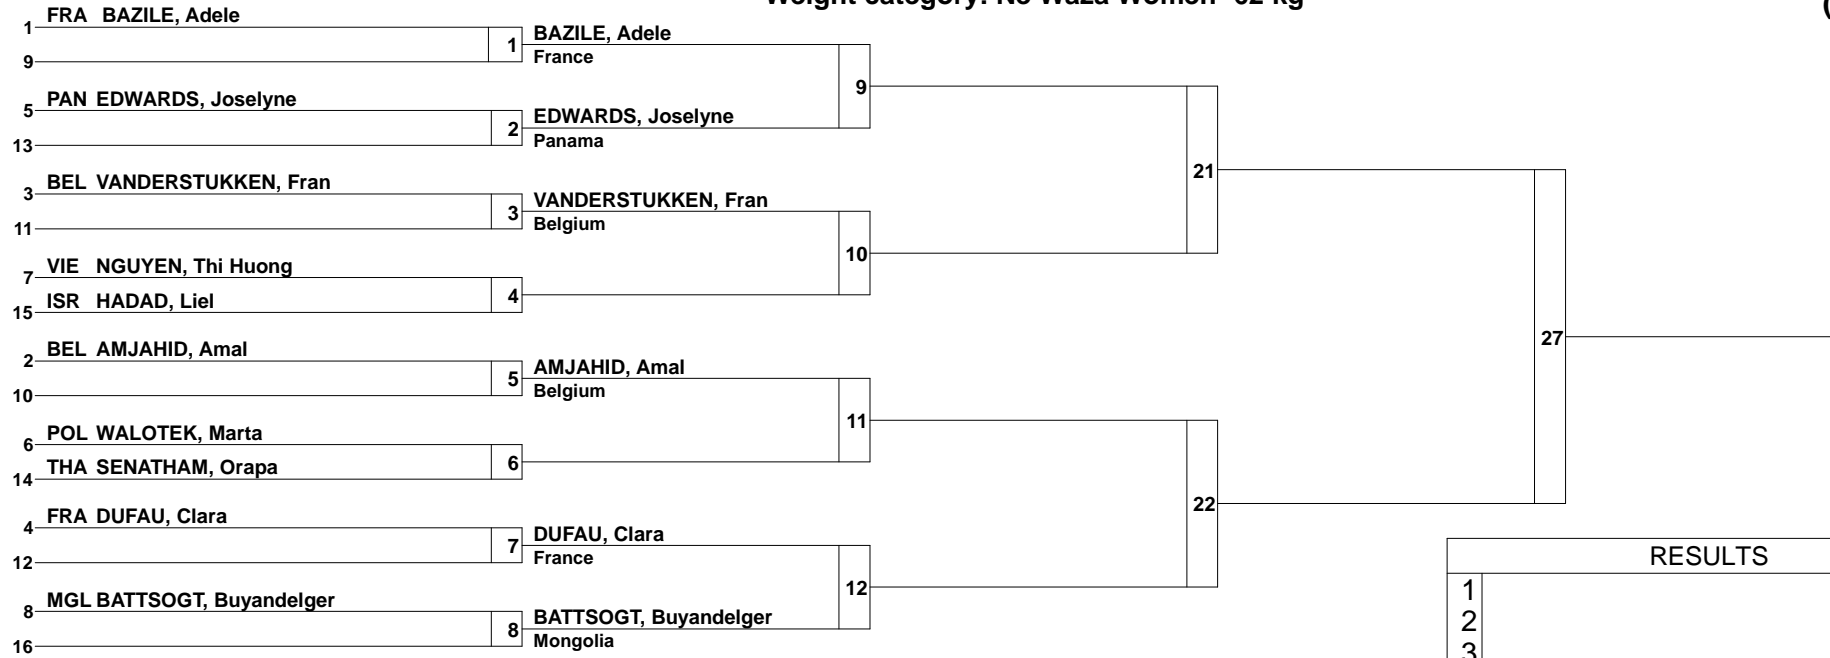 Weight category: Ne-Waza Women -62 kg
(
1 FRA BAZILE, Adele
9
1 BAZILE, Adele
France
5 PAN EDWARDS, Joselyne
13
2 EDWARDS, Joselyne
Panama
9
3 BEL VANDERSTUKKEN, Fran
11
3 VANDERSTUKKEN, Fran
Belgium
7 VIE NGUYEN, Thi Huong
15 ISR HADAD, Liel
4
10
21
2 BEL AMJAHID, Amal
10
5 AMJAHID, Amal
Belgium
6 POL WALOTEK, Marta
14 THA SENATHAM, Orapa
6
11
4 FRA DUFAU, Clara
12
7 DUFAU, Clara
France
8 MGL BATTSOGT, Buyandelger
16
8 BATTSOGT, Buyandelger
Mongolia
12
22
27
RESULTS
1
2
3